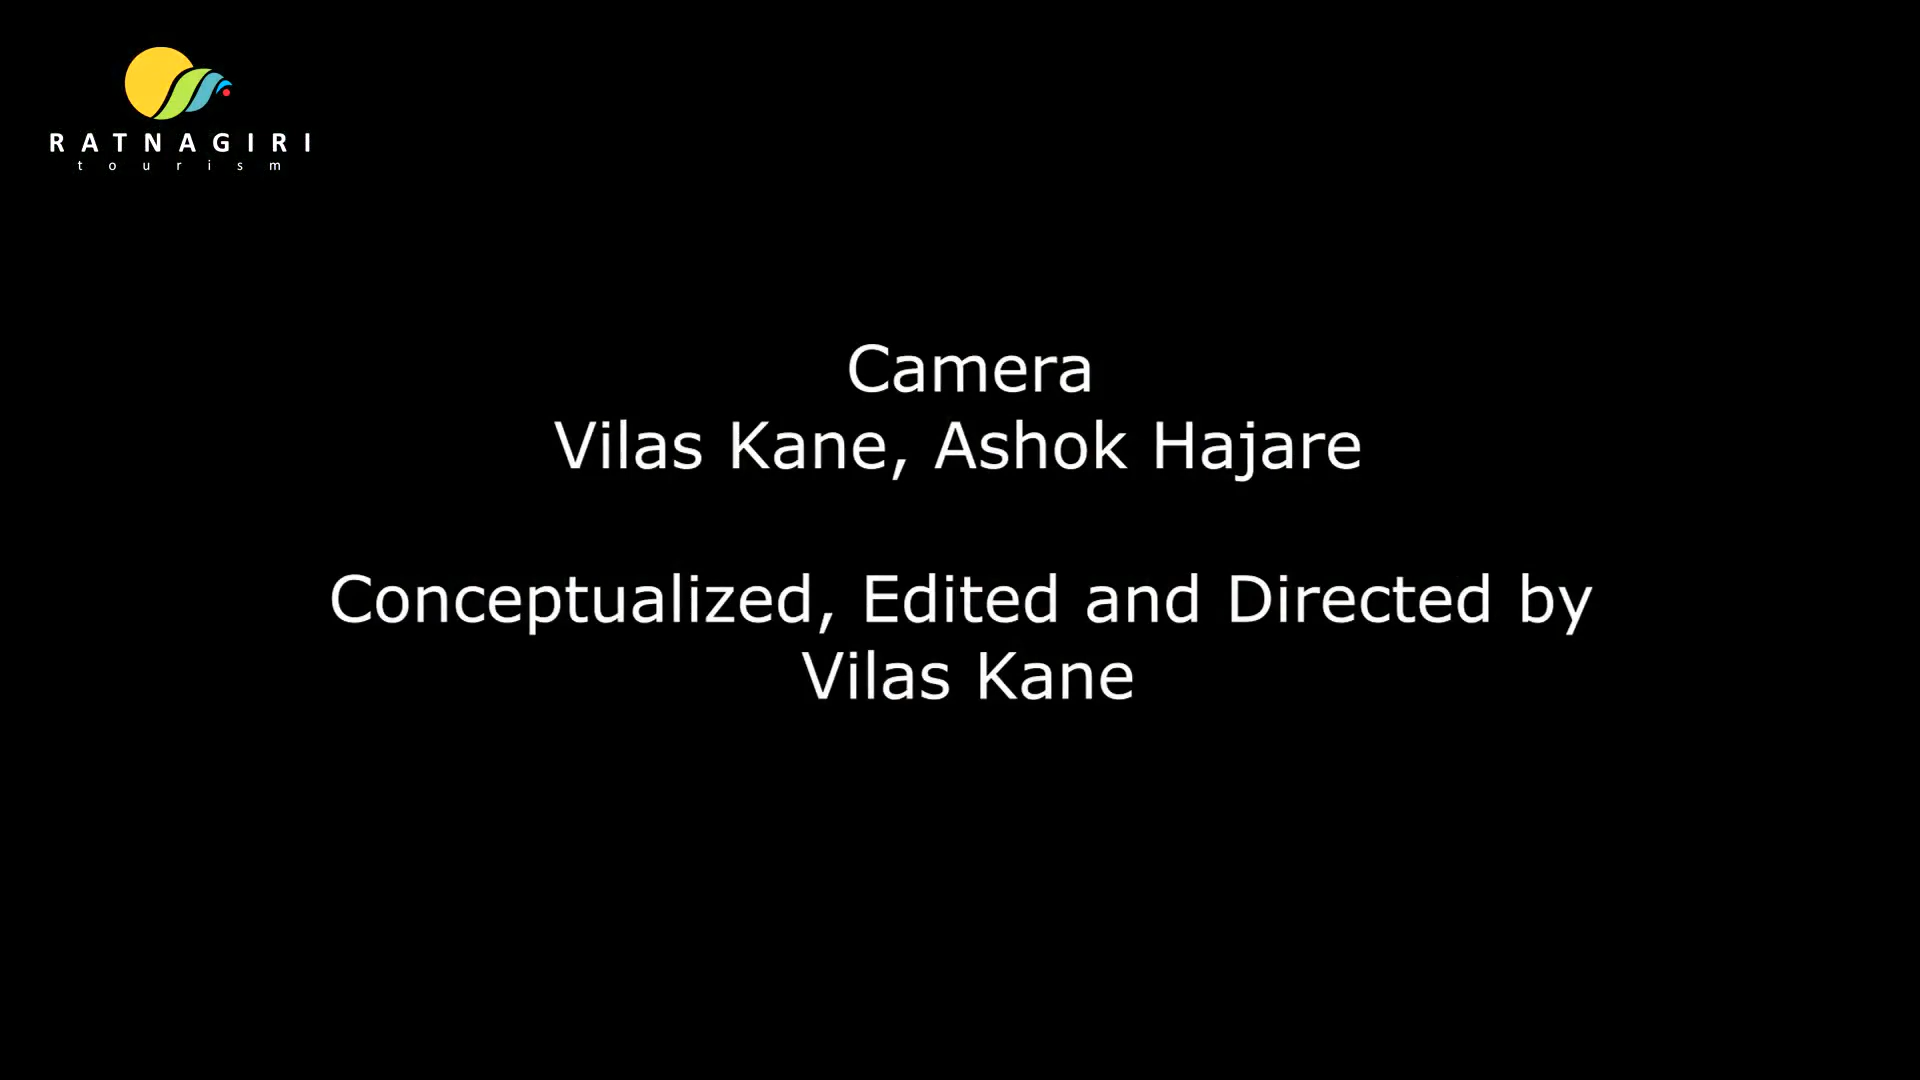 RATNAGIRI
tourism
Camera
Vilas Kane, Ashok Hajare
Conceptualized, Edited and Directed by
Vilas Kane